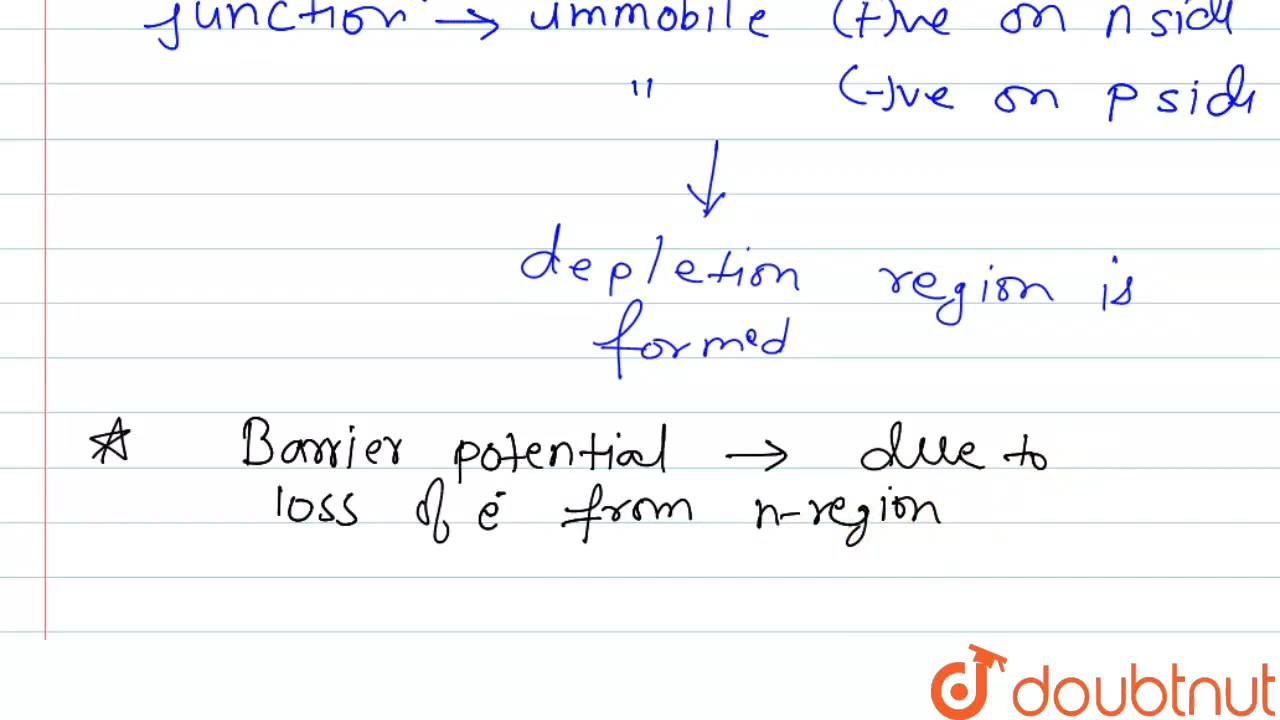 junction → immobile (+)ve on n side
" (-)ve on p side
↓
depletion region is
formed
☆ Barrier potential → due to
loss of e⁻ from n-region
doubtnut